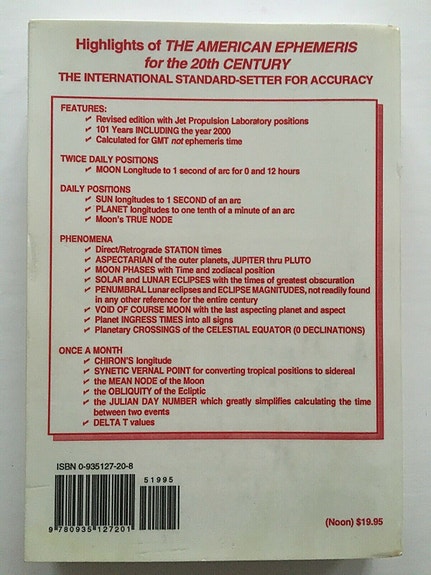 Highlights of THE AMERICAN EPHEMERIS
for the 20th CENTURY
THE INTERNATIONAL STANDARD-SETTER FOR ACCURACY
FEATURES:
✓ Revised edition with Jet Propulsion Laboratory positions
✓ 101 Years INCLUDING the year 2000
✓ Calculated for GMT not ephemeris time
TWICE DAILY POSITIONS
✓ MOON Longitude to 1 second of arc for 0 and 12 hours
DAILY POSITIONS
✓ SUN longitudes to 1 SECOND of an arc
✓ PLANET longitudes to one tenth of a minute of an arc
✓ Moon's TRUE NODE
PHENOMENA
✓ Direct/Retrograde STATION times
✓ ASPECTARIAN of the outer planets, JUPITER thru PLUTO
✓ MOON PHASES with Time and zodiacal position
✓ SOLAR and LUNAR ECLIPSES with the times of greatest obscuration
✓ PENUMBRAL Lunar eclipses and ECLIPSE MAGNITUDES, not readily found
in any other reference for the entire century
✓ VOID OF COURSE MOON with the last aspecting planet and aspect
✓ Planet INGRESS TIMES into all signs
✓ Planetary CROSSINGS of the CELESTIAL EQUATOR (0 DECLINATIONS)
ONCE A MONTH
✓ CHIRON'S longitude
✓ SYNETIC VERNAL POINT for converting tropical positions to sidereal
✓ the MEAN NODE of the Moon
✓ the OBLIQUITY of the Ecliptic
✓ the JULIAN DAY NUMBER which greatly simplifies calculating the time
between two events
✓ DELTA T values
ISBN 0-935127-20-8
51995
9 780935 127201
(Noon) $19.95